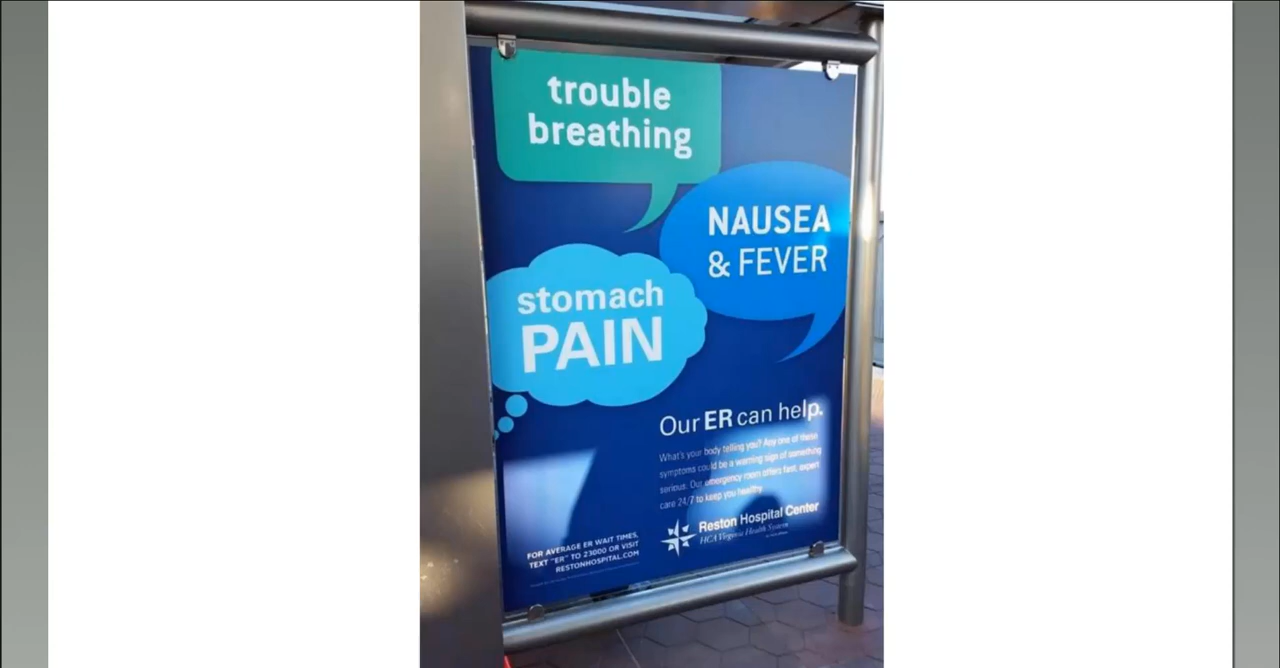 trouble
breathing
NAUSEA
& FEVER
stomach
PAIN
Our ER can help.
What's your body telling you? Any one of these
symptoms could be a warning sign of something
serious. Our emergency room offers fast, expert
care 24/7 to keep you healthy.
Reston Hospital Center
HCA Virginia Health System
FOR AVERAGE ER WAIT TIMES,
TEXT "ER" TO 23000 OR VISIT
RESTONHOSPITAL.COM